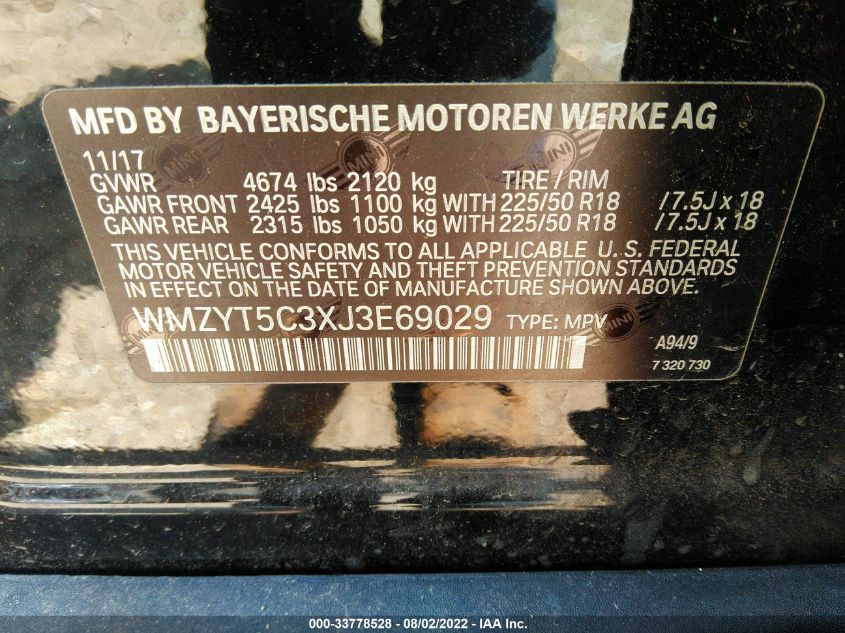 MFD BY BAYERISCHE MOTOREN WERKE AG
11/17
GVWR 4674 lbs 2120 kg TIRE / RIM
GAWR FRONT 2425 lbs 1100 kg WITH 225/50 R18 /7.5J x 18
GAWR REAR 2315 lbs 1050 kg WITH 225/50 R18 /7.5J x 18
THIS VEHICLE CONFORMS TO ALL APPLICABLE U. S. FEDERAL
MOTOR VEHICLE SAFETY AND THEFT PREVENTION STANDARDS
IN EFFECT ON THE DATE OF MANUFACTURE SHOWN ABOVE.
WMZYT5C3XJ3E69029 TYPE: MPV A94/9
7 320 730
MINI
MINI
MINI
MINI
000-33778528 - 08/02/2022 - IAA Inc.